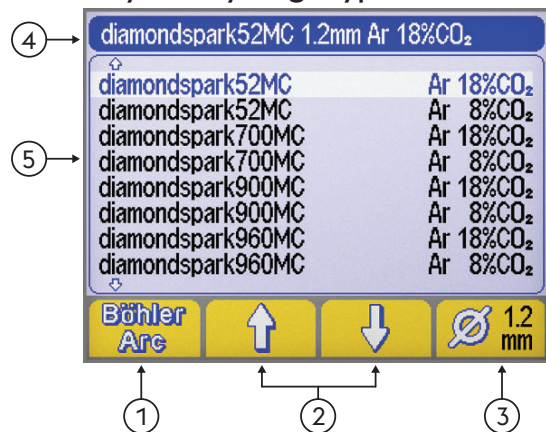 ④ diamondspark52MC 1.2mm Ar 18%CO₂
diamondspark52MC Ar 18%CO₂
diamondspark52MC Ar 8%CO₂
diamondspark700MC Ar 18%CO₂
⑤ diamondspark700MC Ar 8%CO₂
diamondspark900MC Ar 18%CO₂
diamondspark900MC Ar 8%CO₂
diamondspark960MC Ar 18%CO₂
diamondspark960MC Ar 8%CO₂
Böhler Arc
1.2 mm
① ② ③